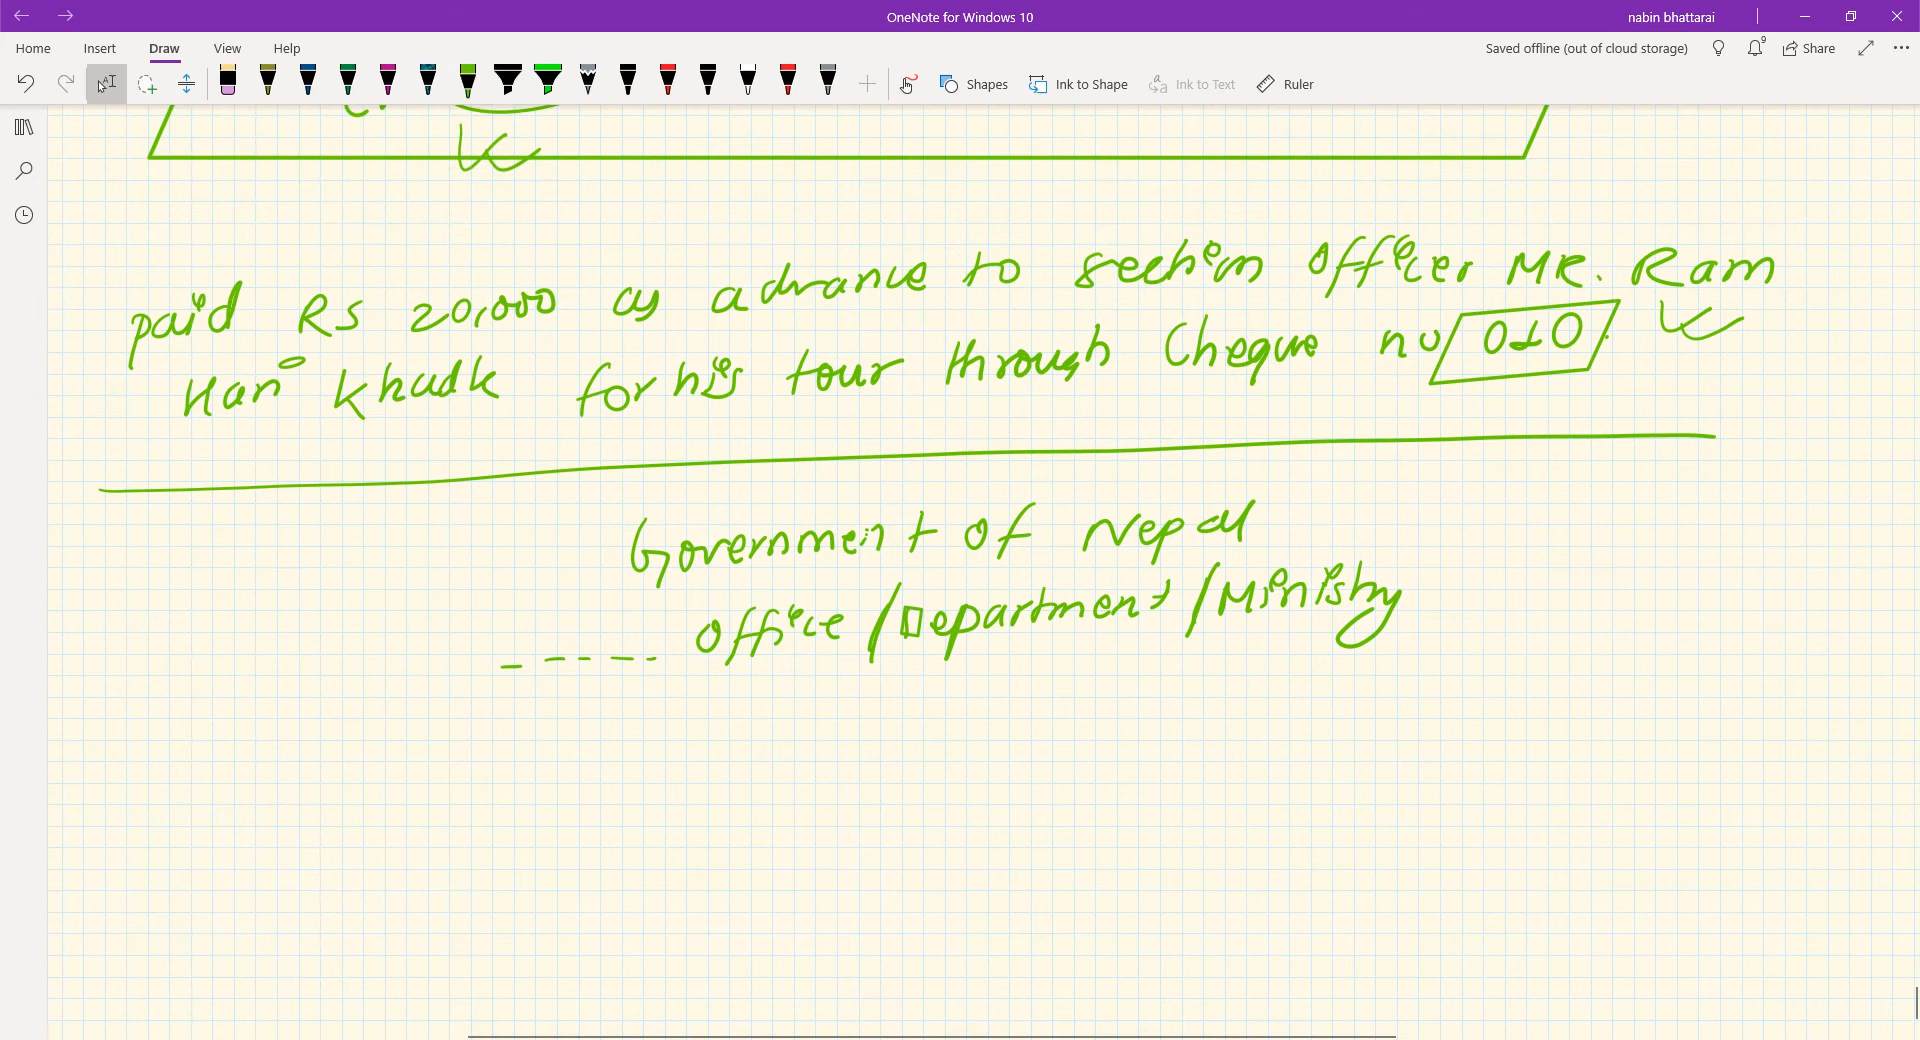 OneNote for Windows 10
nabin bhattarai
Home Insert Draw View Help
Saved offline (out of cloud storage) 9 Share
Shapes Ink to Shape Ink to Text Ruler
paid Rs 20,000 as advance to section officer MR. Ram
Hari Khadk for his tour through Cheque no 010
Government of Nepal
----- office / Department / Ministry